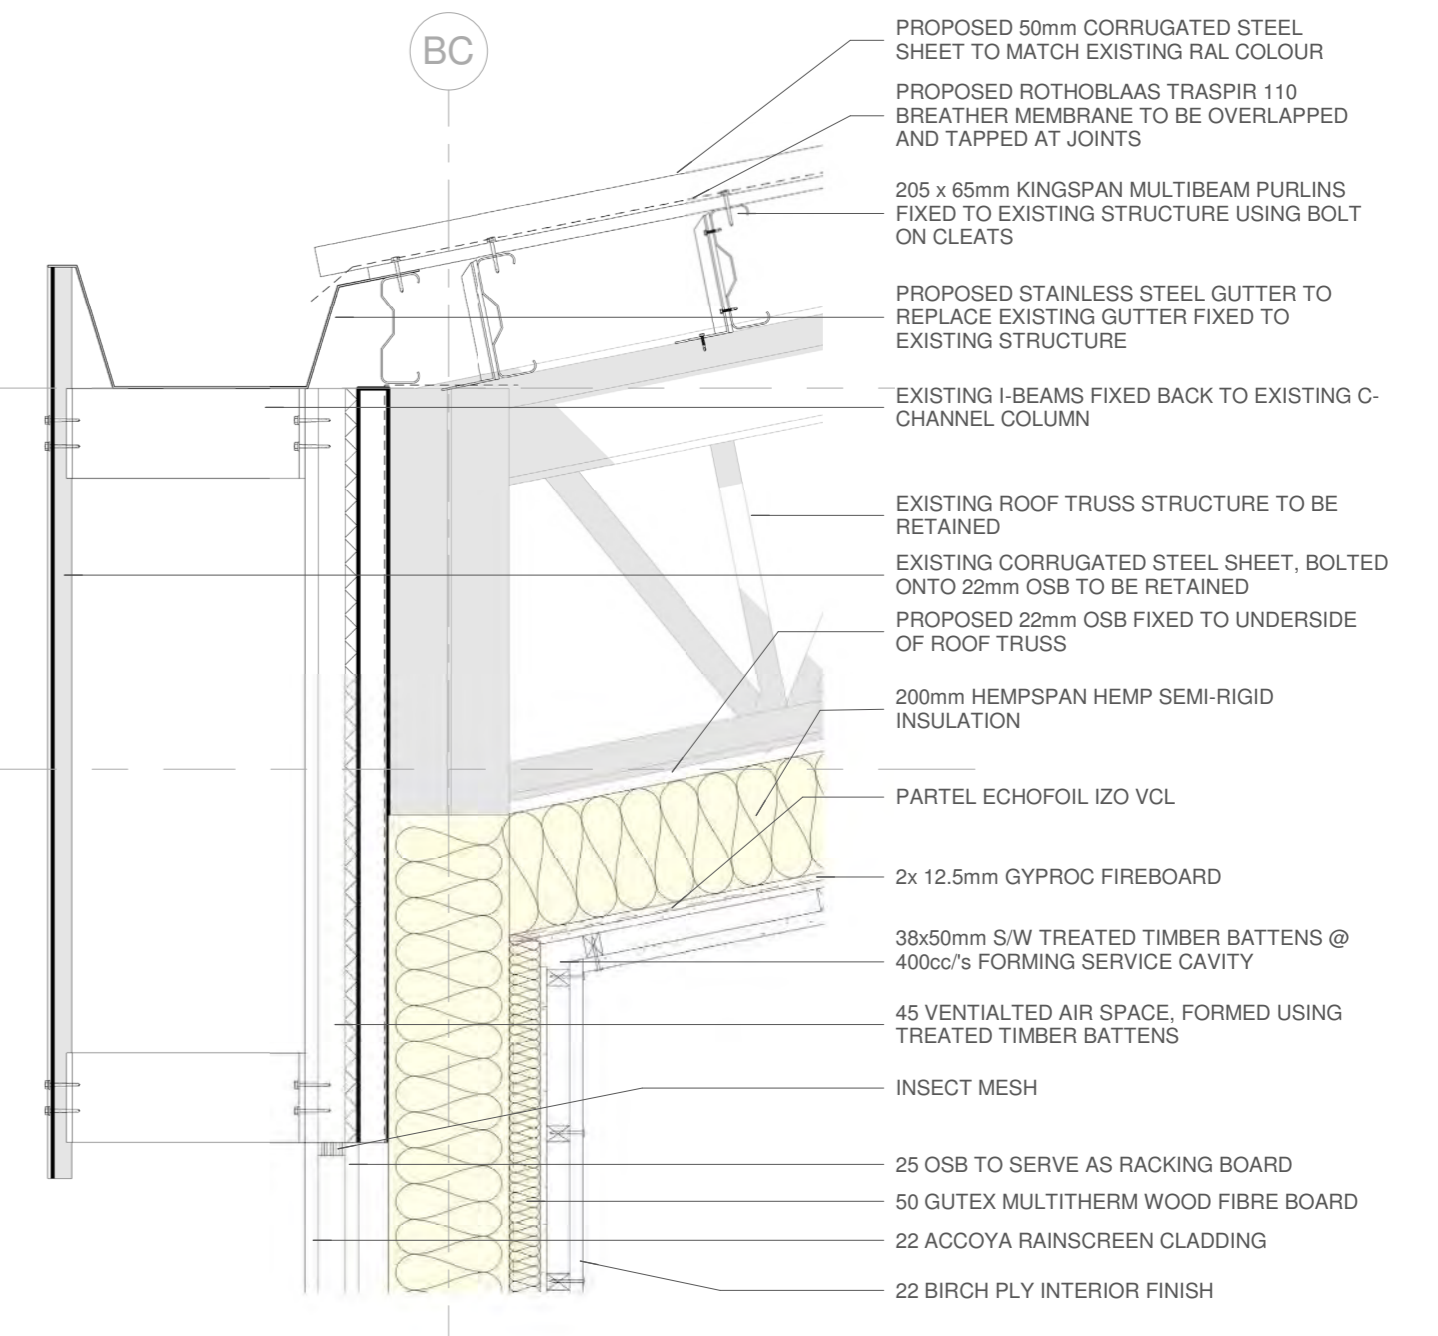 BC
PROPOSED 50mm CORRUGATED STEEL
SHEET TO MATCH EXISTING RAL COLOUR
PROPOSED ROTHOBLAAS TRASPIR 110
BREATHER MEMBRANE TO BE OVERLAPPED
AND TAPPED AT JOINTS
205 x 65mm KINGSPAN MULTIBEAM PURLINS
FIXED TO EXISTING STRUCTURE USING BOLT
ON CLEATS
PROPOSED STAINLESS STEEL GUTTER TO
REPLACE EXISTING GUTTER FIXED TO
EXISTING STRUCTURE
EXISTING I-BEAMS FIXED BACK TO EXISTING C-
CHANNEL COLUMN
EXISTING ROOF TRUSS STRUCTURE TO BE
RETAINED
EXISTING CORRUGATED STEEL SHEET, BOLTED
ONTO 22mm OSB TO BE RETAINED
PROPOSED 22mm OSB FIXED TO UNDERSIDE
OF ROOF TRUSS
200mm HEMPSPAN HEMP SEMI-RIGID
INSULATION
PARTEL ECHOFOIL IZO VCL
2x 12.5mm GYPROC FIREBOARD
38x50mm S/W TREATED TIMBER BATTENS @
400cc/'s FORMING SERVICE CAVITY
45 VENTIALTED AIR SPACE, FORMED USING
TREATED TIMBER BATTENS
INSECT MESH
25 OSB TO SERVE AS RACKING BOARD
50 GUTEX MULTITHERM WOOD FIBRE BOARD
22 ACCOYA RAINSCREEN CLADDING
22 BIRCH PLY INTERIOR FINISH